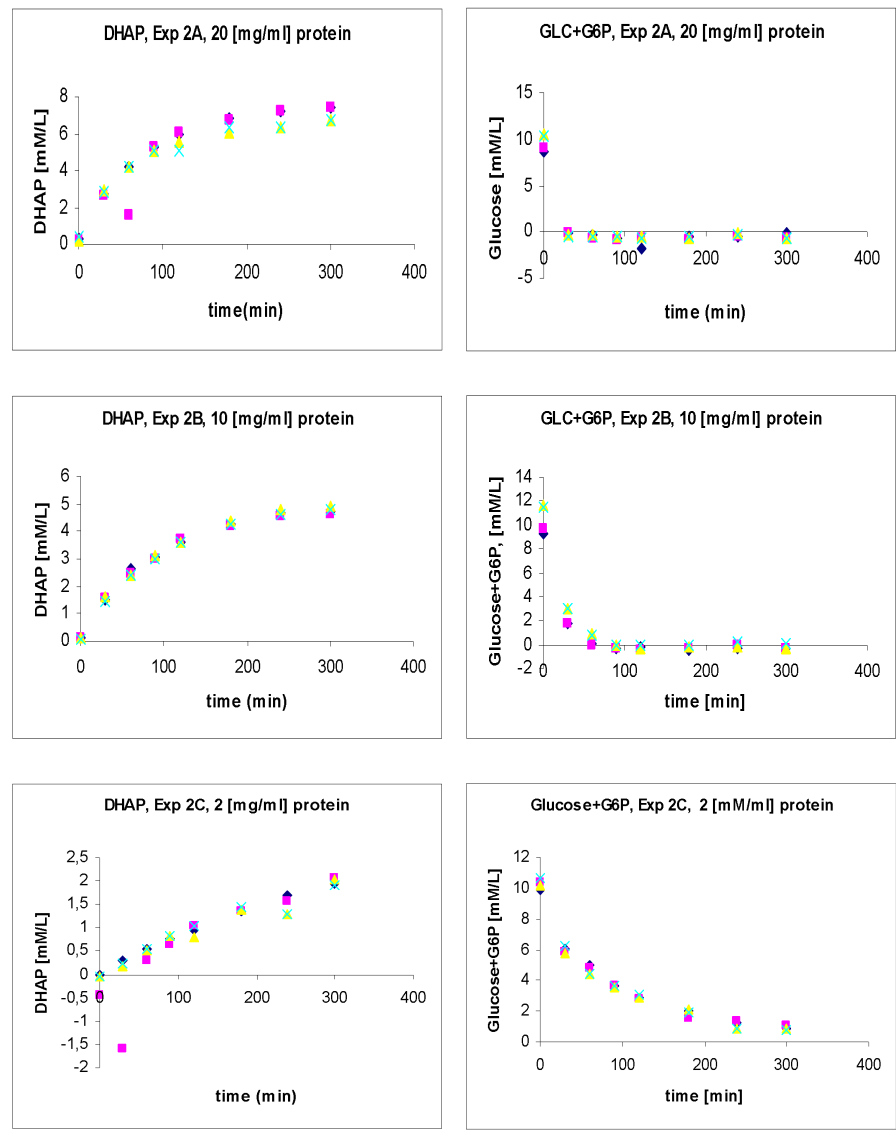 DHAP, Exp 2A, 20 [mg/ml] protein
DHAP [mM/L]
8
6
4
2
0
0 100 200 300 400
time(min)
GLC+G6P, Exp 2A, 20 [mg/ml] protein
Glucose [mM/L]
15
10
5
0
-5
0 100 200 300 400
time (min)
DHAP, Exp 2B, 10 [mg/ml] protein
DHAP [mM/L]
6
5
4
3
2
1
0
0 100 200 300 400
time (min)
GLC+G6P, Exp 2B, 10 [mg/ml] protein
Glucose+G6P, [mM/L]
14
12
10
8
6
4
2
0
-2
0 100 200 300 400
time [min]
DHAP, Exp 2C, 2 [mg/ml] protein
DHAP [mM/L]
2,5
2
1,5
1
0,5
0
-0,5
-1
-1,5
-2
0 100 200 300 400
time (min)
Glucose+G6P, Exp 2C, 2 [mM/ml] protein
Glucose+G6P [mM/L]
12
10
8
6
4
2
0
0 100 200 300 400
time [min]